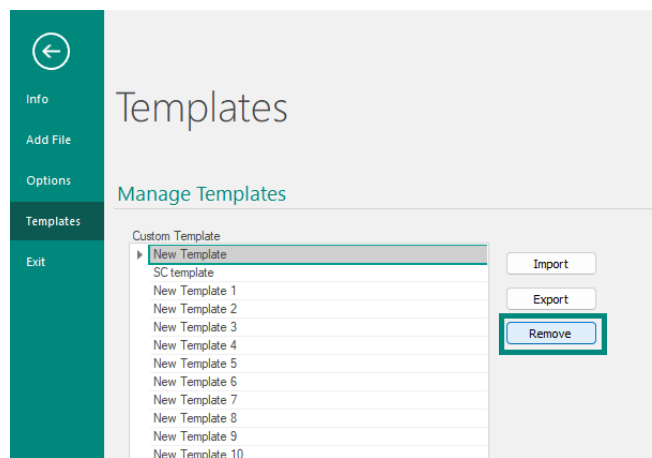 Info
Add File
Options
Templates
Exit
Templates
Manage Templates
Custom Template
New Template
SC template
New Template 1
New Template 2
New Template 3
New Template 4
New Template 5
New Template 6
New Template 7
New Template 8
New Template 9
New Template 10
Import
Export
Remove